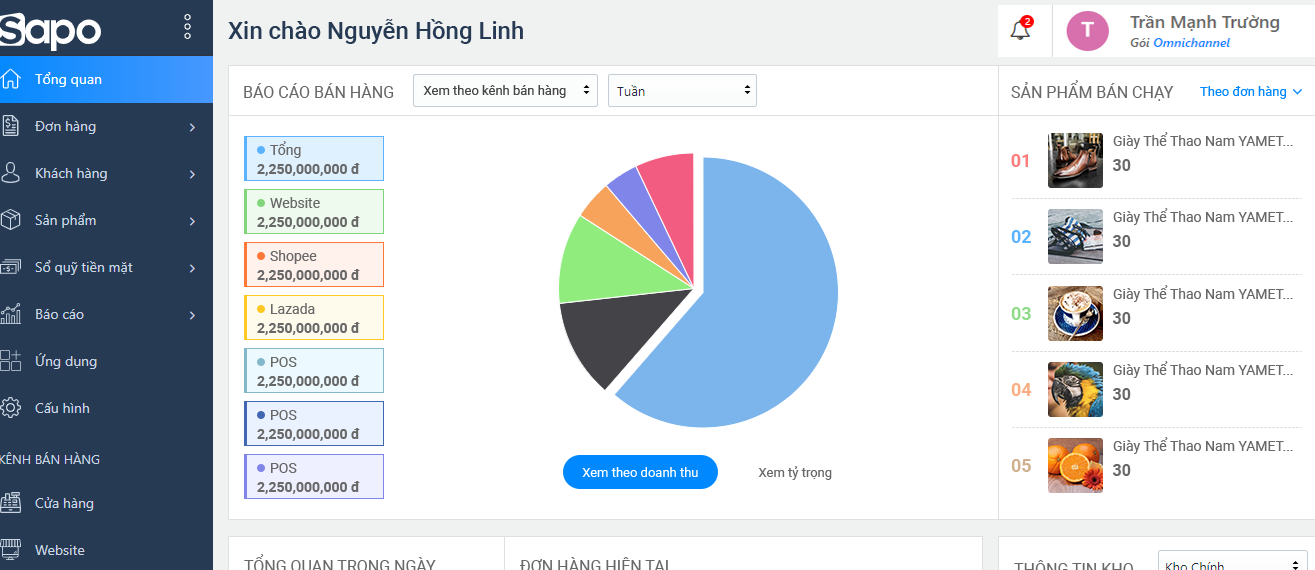 Sapo
Tổng quan
Đơn hàng
Khách hàng
Sản phẩm
Sổ quỹ tiền mặt
Báo cáo
Ứng dụng
Cấu hình
KÊNH BÁN HÀNG
Cửa hàng
Website
Xin chào Nguyễn Hồng Linh
2
T
Trần Mạnh Trường
Gói Omnichannel
BÁO CÁO BÁN HÀNG
Xem theo kênh bán hàng
Tuần
Tổng
2,250,000,000 đ
Website
2,250,000,000 đ
Shopee
2,250,000,000 đ
Lazada
2,250,000,000 đ
POS
2,250,000,000 đ
POS
2,250,000,000 đ
POS
2,250,000,000 đ
Xem theo doanh thu
Xem tỷ trọng
SẢN PHẨM BÁN CHẠY
Theo đơn hàng
01
Giày Thể Thao Nam YAMET...
30
02
Giày Thể Thao Nam YAMET...
30
03
Giày Thể Thao Nam YAMET...
30
04
Giày Thể Thao Nam YAMET...
30
05
Giày Thể Thao Nam YAMET...
30
TỔNG QUAN TRONG NGÀY
ĐƠN HÀNG HIỆN TẠI
THÔNG TIN KHO
Kho Chính